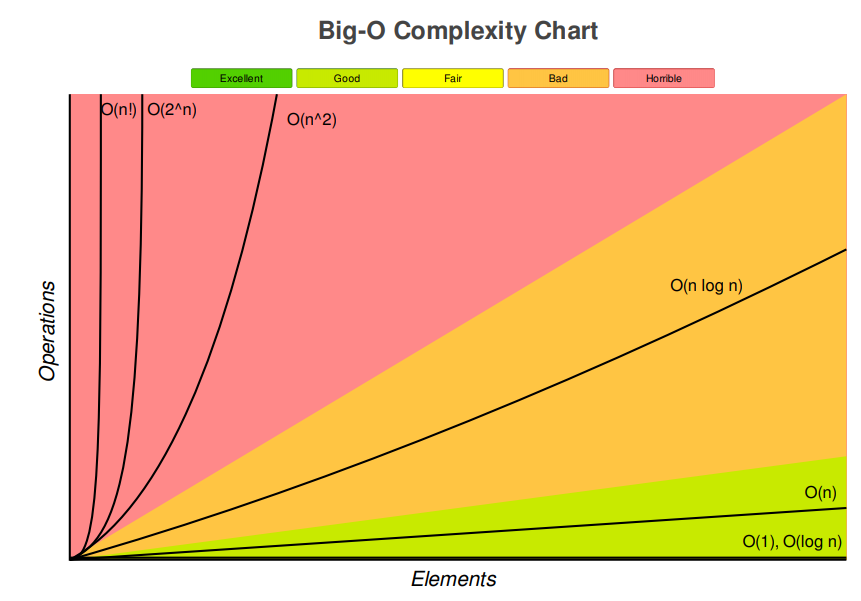 Big-O Complexity Chart
Excellent Good Fair Bad Horrible
O(n!) O(2^n)
O(n^2)
O(n log n)
Operations
O(n)
O(1), O(log n)
Elements